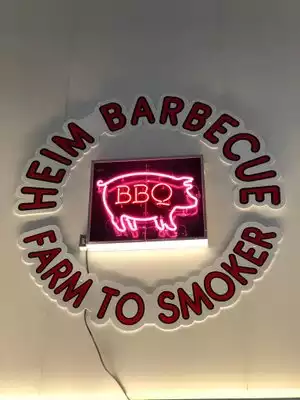 HEIM BARBECUE
BBQ
FARM TO SMOKER